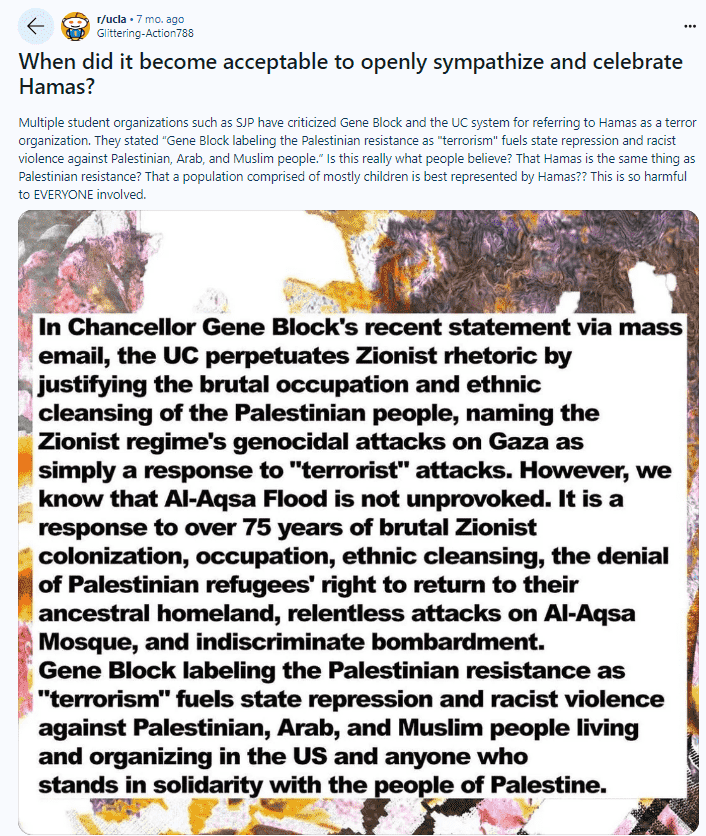 r/ucla • 7 mo. ago
Glittering-Action788
When did it become acceptable to openly sympathize and celebrate
Hamas?
Multiple student organizations such as SJP have criticized Gene Block and the UC system for referring to Hamas as a terror
organization. They stated "Gene Block labeling the Palestinian resistance as "terrorism" fuels state repression and racist
violence against Palestinian, Arab, and Muslim people." Is this really what people believe? That Hamas is the same thing as
Palestinian resistance? That a population comprised of mostly children is best represented by Hamas?? This is so harmful
to EVERYONE involved.
In Chancellor Gene Block's recent statement via mass
email, the UC perpetuates Zionist rhetoric by
justifying the brutal occupation and ethnic
cleansing of the Palestinian people, naming the
Zionist regime's genocidal attacks on Gaza as
simply a response to "terrorist" attacks. However, we
know that Al-Aqsa Flood is not unprovoked. It is a
response to over 75 years of brutal Zionist
colonization, occupation, ethnic cleansing, the denial
of Palestinian refugees' right to return to their
ancestral homeland, relentless attacks on Al-Aqsa
Mosque, and indiscriminate bombardment.
Gene Block labeling the Palestinian resistance as
"terrorism" fuels state repression and racist violence
against Palestinian, Arab, and Muslim people living
and organizing in the US and anyone who
stands in solidarity with the people of Palestine.